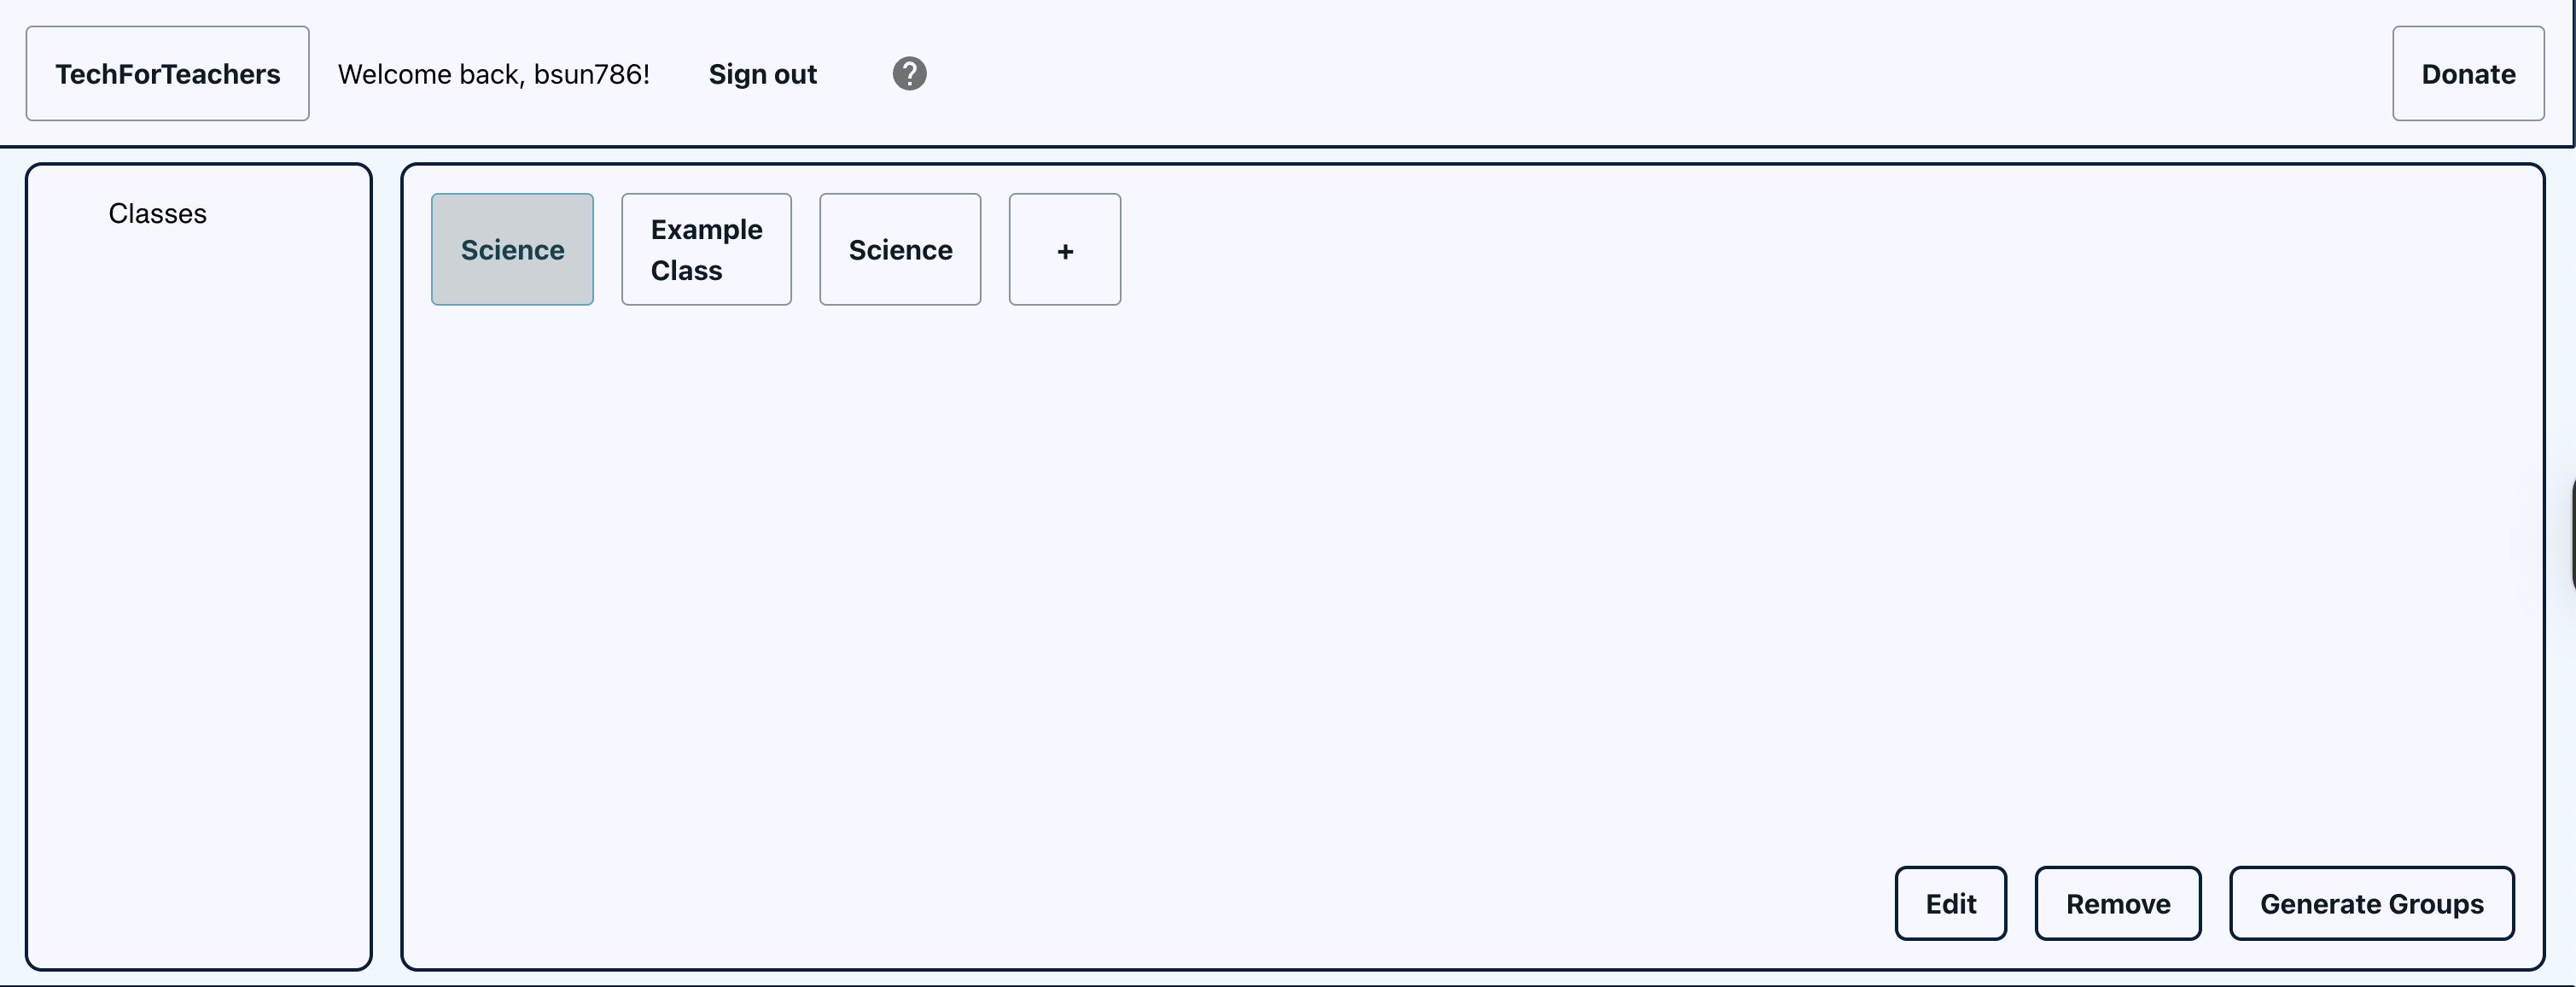 TechForTeachers
Welcome back, bsun786!
Sign out
?
Donate
Classes
Science
Example
Class
Science
+
Edit
Remove
Generate Groups